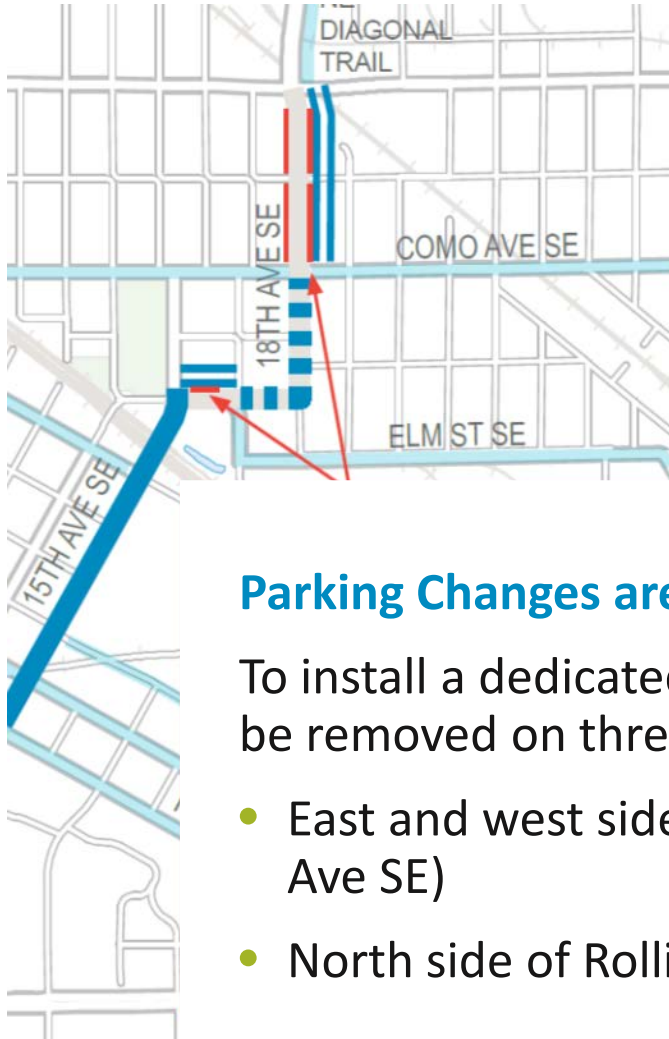 DIAGONAL
TRAIL
18TH AVE SE
COMO AVE SE
ELM ST SE
15TH AVE SE
Parking Changes are
To install a dedicated
be removed on thre
East and west side
Ave SE)
North side of Rolli